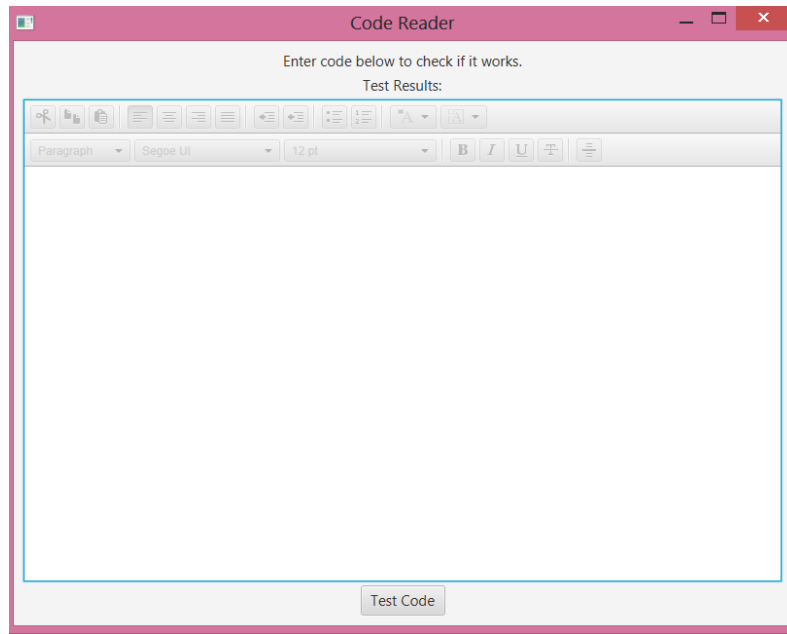 Code Reader
Enter code below to check if it works.
Test Results:
Paragraph Segoe UI 12 pt B I U T
Test Code